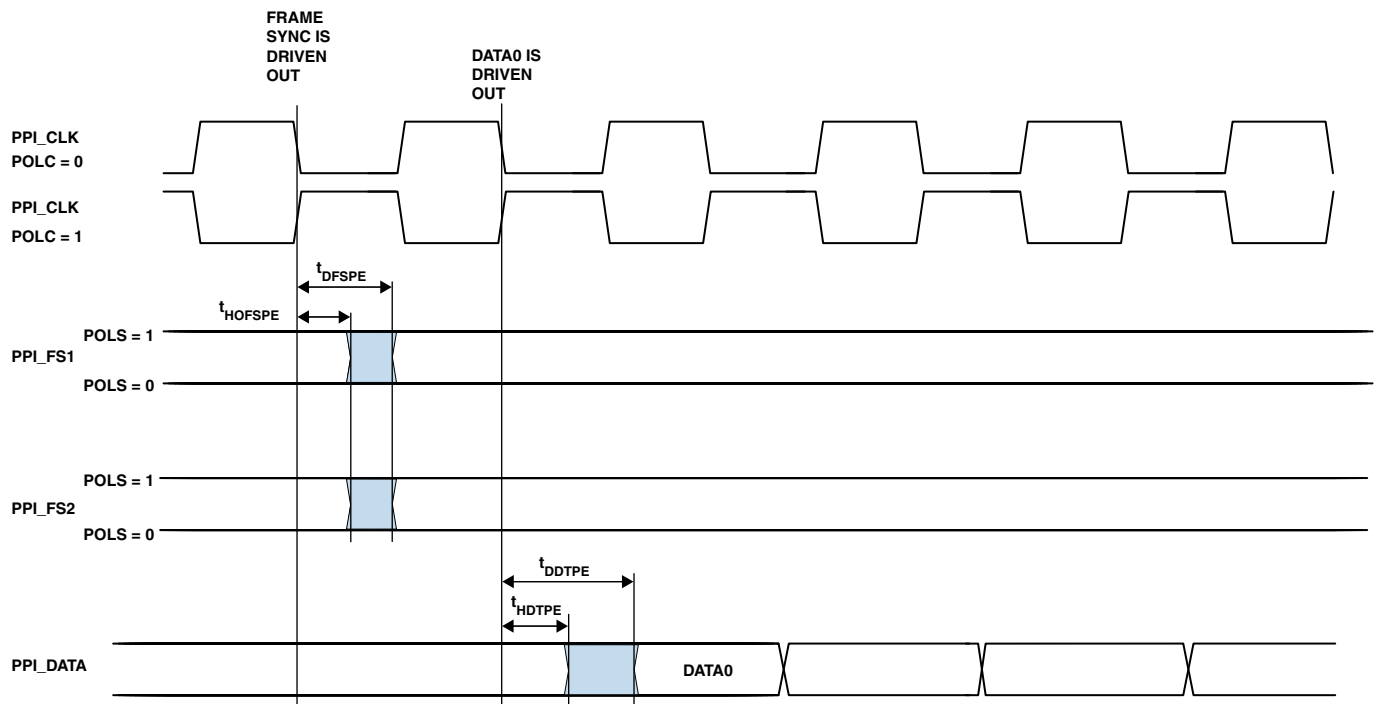 FRAME
SYNC IS
DRIVEN
OUT
DATA0 IS
DRIVEN
OUT
PPI_CLK
POLC = 0
PPI_CLK
POLC = 1
tDFSPE
tHOFSPE
POLS = 1
PPI_FS1
POLS = 0
POLS = 1
PPI_FS2
POLS = 0
tDDTPE
tHDTPE
PPI_DATA
DATA0